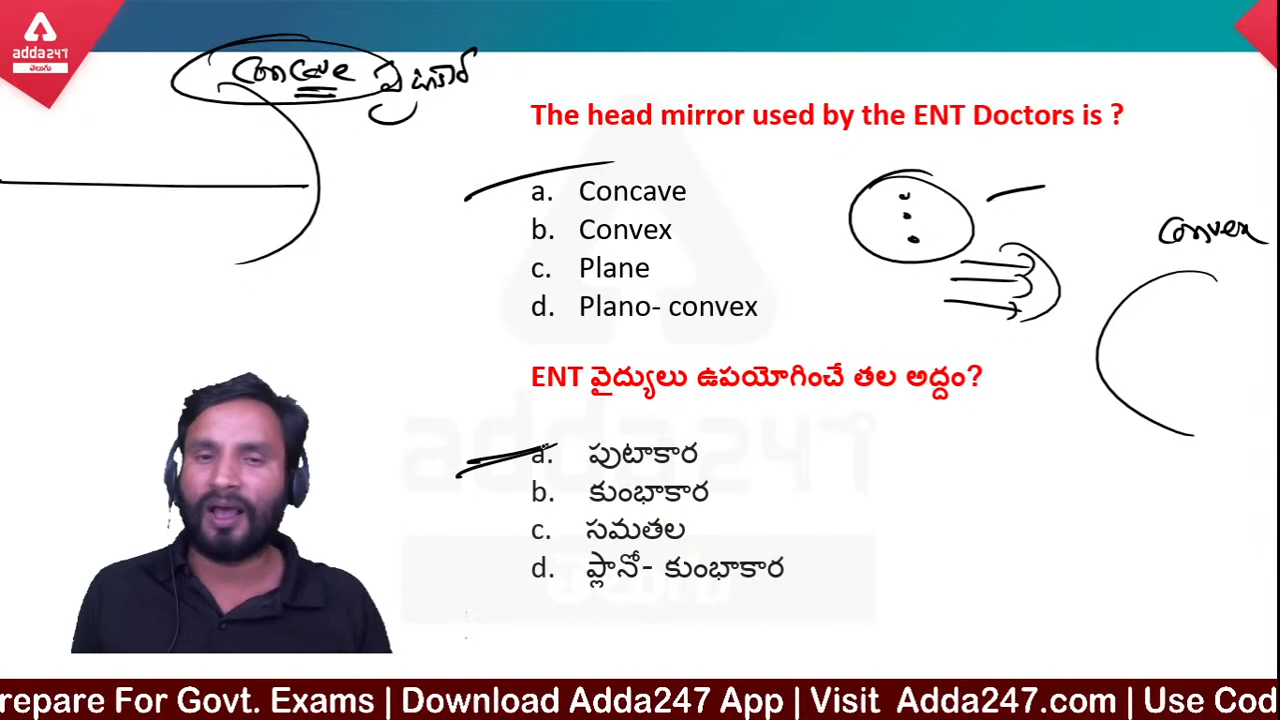 adda247
తెలుగు
concave
The head mirror used by the ENT Doctors is ?
a. Concave
b. Convex
c. Plane
d. Plano- convex
convex
ENT వైద్యులు ఉపయోగించే తల అద్దం?
a. పుటాకార
b. కుంభాకార
c. సమతల
d. ప్లానో- కుంభాకార
adda247
తెలుగు
repare For Govt. Exams | Download Adda247 App | Visit Adda247.com | Use Cod